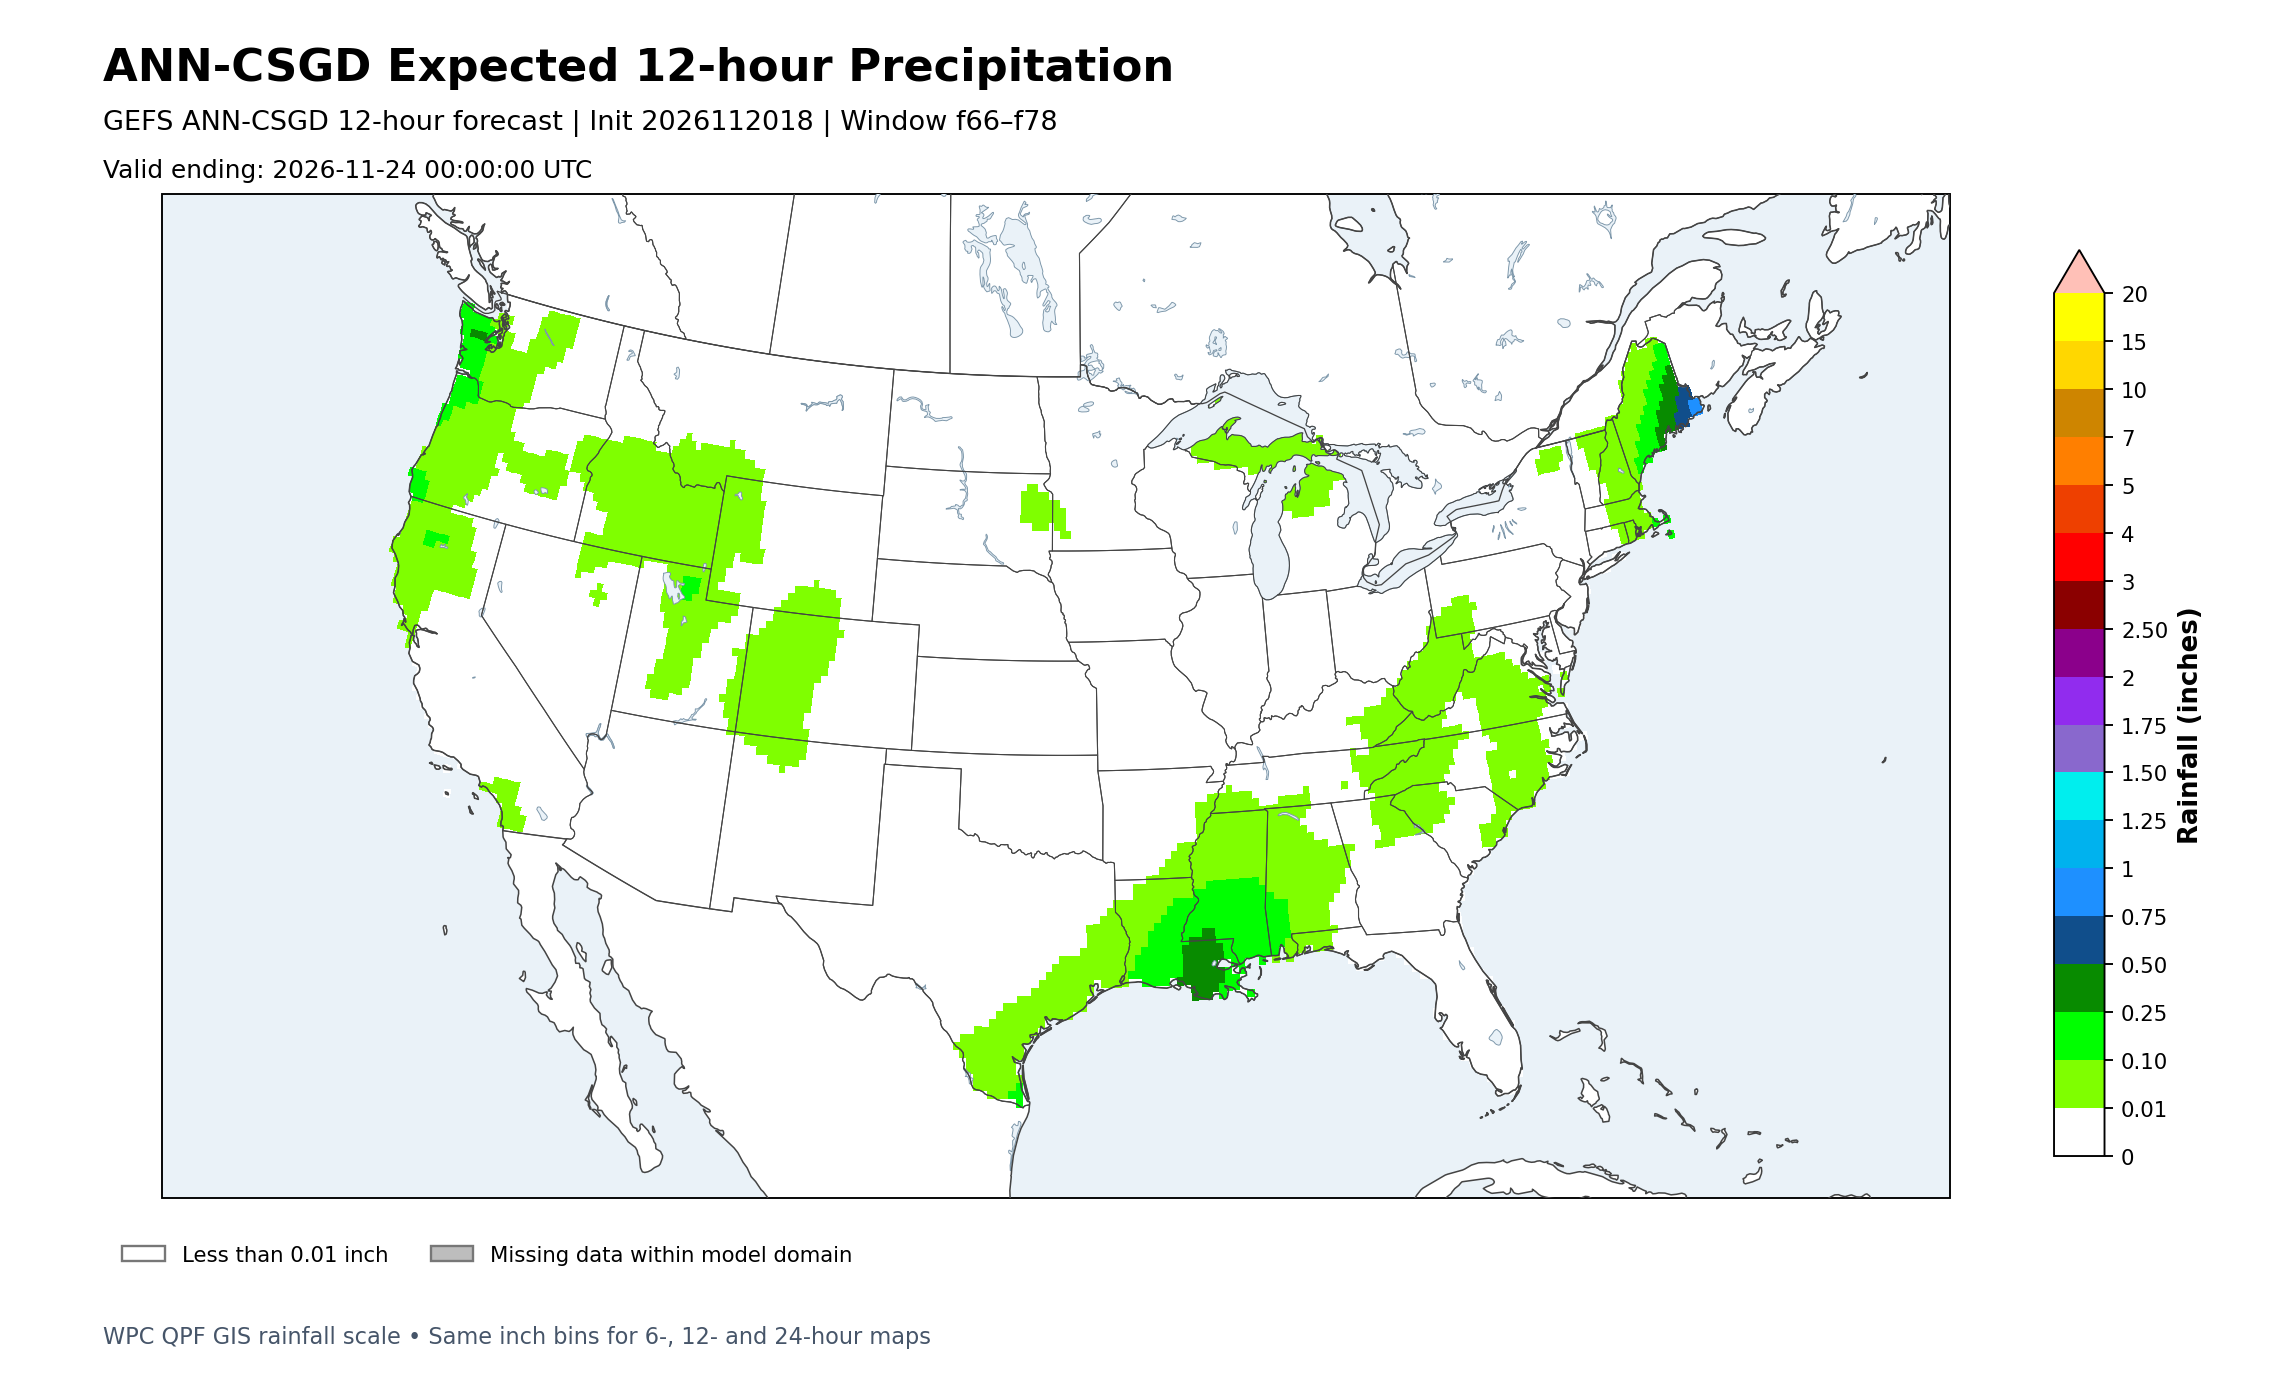 ANN-CSGD Expected 12-hour Precipitation
GEFS ANN-CSGD 12-hour forecast | Init 2026112018 | Window f66–f78
Valid ending: 2026-11-24 00:00:00 UTC
20
15
10
7
5
4
3
2.50
2
1.75
1.50
1.25
1
0.75
0.50
0.25
0.10
0.01
0
Rainfall (inches)
Less than 0.01 inch
Missing data within model domain
WPC QPF GIS rainfall scale • Same inch bins for 6-, 12- and 24-hour maps